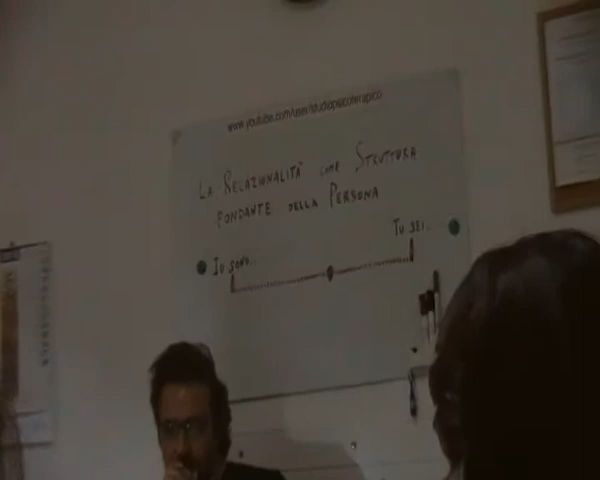 www.youtube.com/user/studiopsicoterapico
LA RELAZIONALITÀ COME STRUTTURA
FONDANTE DELLA PERSONA
TU SEI...
IO SONO...